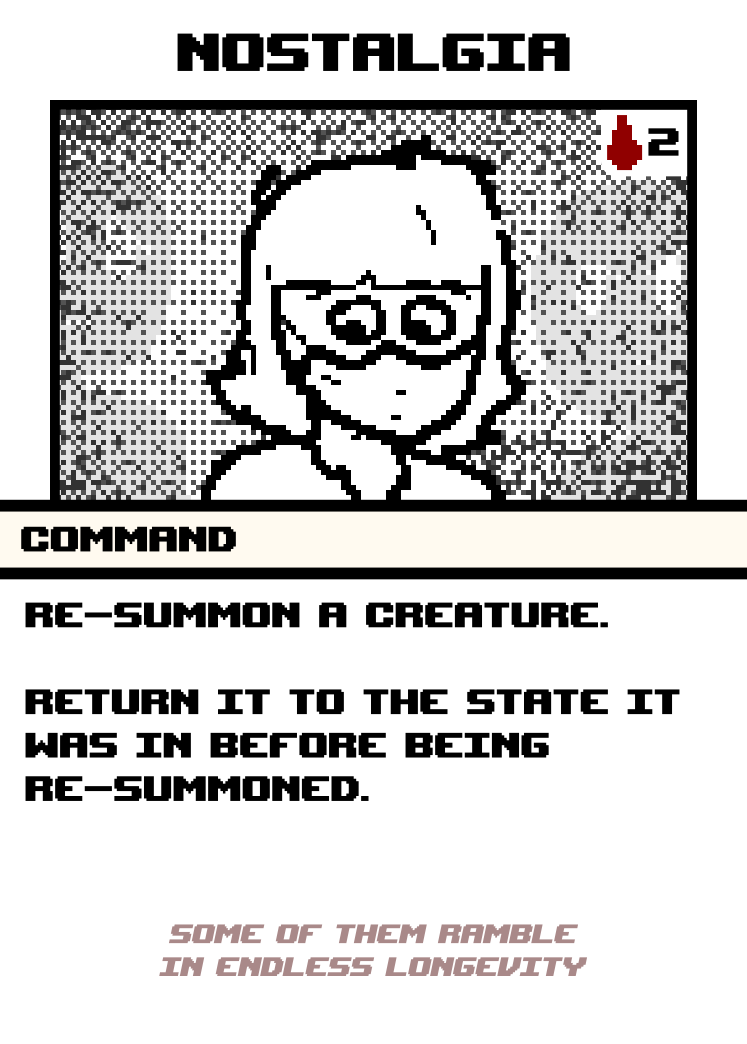 NOSTALGIA
2
COMMAND
RE-SUMMON A CREATURE.
RETURN IT TO THE STATE IT
WAS IN BEFORE BEING
RE-SUMMONED.
SOME OF THEM RAMBLE
IN ENDLESS LONGEVITY